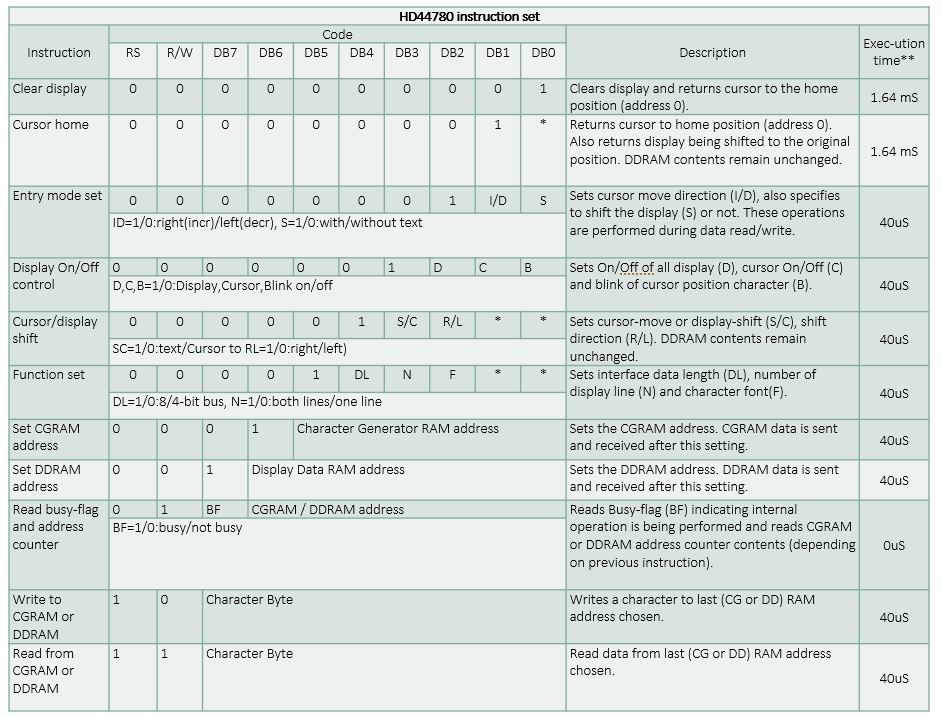 HD44780 instruction set
Instruction
Code
Description
Exec-ution
time**
RS R/W DB7 DB6 DB5 DB4 DB3 DB2 DB1 DB0
Clear display 0 0 0 0 0 0 0 0 0 1
Clears display and returns cursor to the home
position (address 0).
1.64 mS
Cursor home 0 0 0 0 0 0 0 0 1 *
Returns cursor to home position (address 0).
Also returns display being shifted to the original
position. DDRAM contents remain unchanged.
1.64 mS
Entry mode set 0 0 0 0 0 0 0 1 I/D S
ID=1/0:right(incr)/left(decr), S=1/0:with/without text
Sets cursor move direction (I/D), also specifies
to shift the display (S) or not. These operations
are performed during data read/write.
40uS
Display On/Off
control
0 0 0 0 0 0 1 D C B
D,C,B=1/0:Display,Cursor,Blink on/off
Sets On/Off of all display (D), cursor On/Off (C)
and blink of cursor position character (B).
40uS
Cursor/display
shift
0 0 0 0 0 1 S/C R/L * *
SC=1/0:text/Cursor to RL=1/0:right/left)
Sets cursor-move or display-shift (S/C), shift
direction (R/L). DDRAM contents remain
unchanged.
40uS
Function set 0 0 0 0 1 DL N F * *
DL=1/0:8/4-bit bus, N=1/0:both lines/one line
Sets interface data length (DL), number of
display line (N) and character font(F).
40uS
Set CGRAM
address
0 0 0 1 Character Generator RAM address
Sets the CGRAM address. CGRAM data is sent
and received after this setting.
40uS
Set DDRAM
address
0 0 1 Display Data RAM address
Sets the DDRAM address. DDRAM data is sent
and received after this setting.
40uS
Read busy-flag
and address
counter
0 1 BF CGRAM / DDRAM address
BF=1/0:busy/not busy
Reads Busy-flag (BF) indicating internal
operation is being performed and reads CGRAM
or DDRAM address counter contents (depending
on previous instruction).
0uS
Write to
CGRAM or
DDRAM
1 0 Character Byte
Writes a character to last (CG or DD) RAM
address chosen.
40uS
Read from
CGRAM or
DDRAM
1 1 Character Byte
Read data from last (CG or DD) RAM address
chosen.
40uS